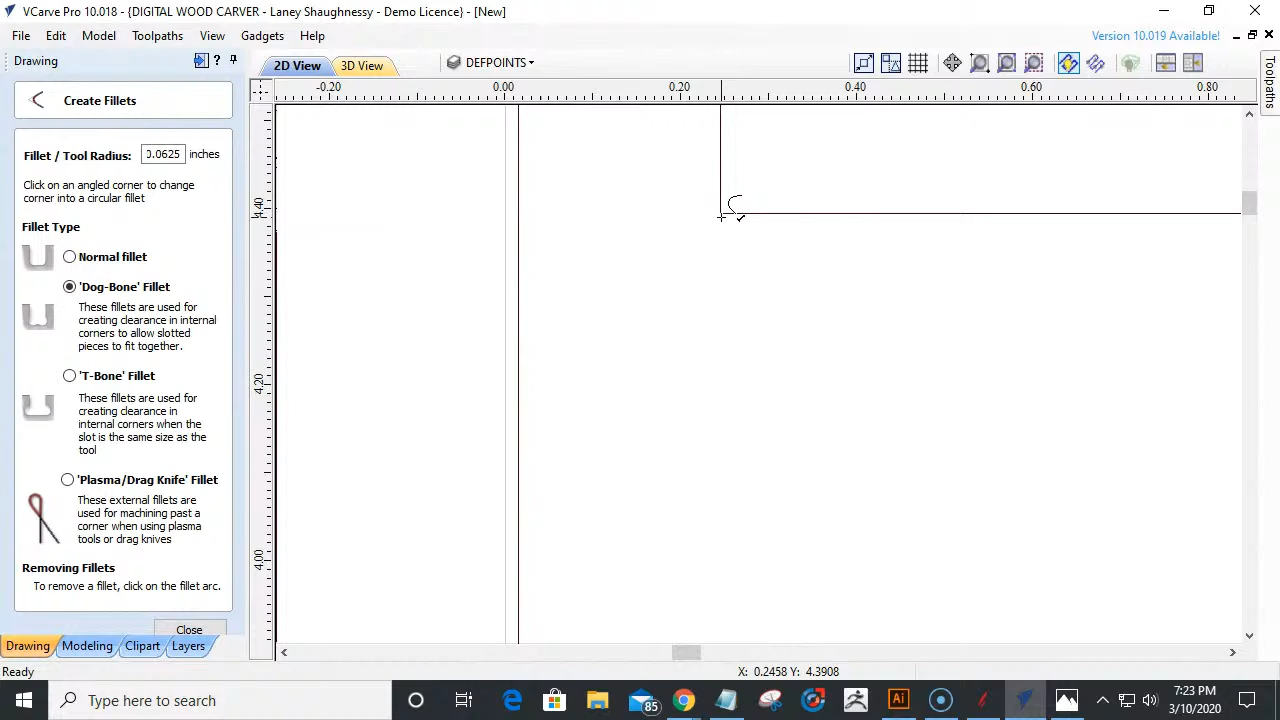 VCarve Pro 10.018 - {DIGITAL WOOD CARVER - Laney Shaughnessy - Demo Licence} - [New]
File Edit Model Toolpaths View Gadgets Help
Version 10.019 Available!
Drawing
?
2D View 3D View
DEFPOINTS
Toolpaths
Create Fillets
-0.20 0.00 0.20 0.40 0.60 0.80
Fillet / Tool Radius: 0.0625 inches
Click on an angled corner to change
corner into a circular fillet
Fillet Type
Normal fillet
'Dog-Bone' Fillet
These fillets are used for
creating clearance in internal
corners to allow slotted
pieces to fit together.
'T-Bone' Fillet
These fillets are used for
creating clearance in
internal corners when the
slot is the same size as the
tool
'Plasma/Drag Knife' Fillet
These external fillets are
used for machining past a
corner when using plasma
tools or drag knives
Removing Fillets
To remove a fillet, click on the fillet arc.
Close
4.40
4.20
4.00
Drawing Modeling Clipart Layers
Ready
X: 0.2458 Y: 4.3908
Type here to search
85
Ai
7:23 PM
3/10/2020